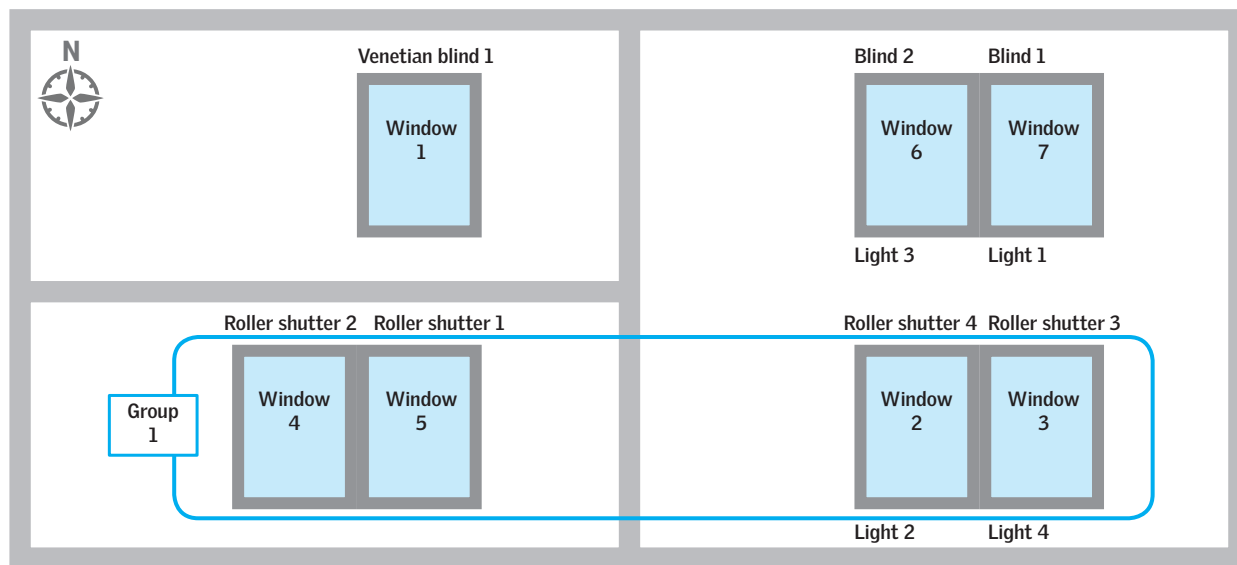 N
Venetian blind 1
Blind 2
Blind 1
Window
1
Window
6
Window
7
Light 3
Light 1
Roller shutter 2
Roller shutter 1
Roller shutter 4
Roller shutter 3
Group
1
Window
4
Window
5
Window
2
Window
3
Light 2
Light 4